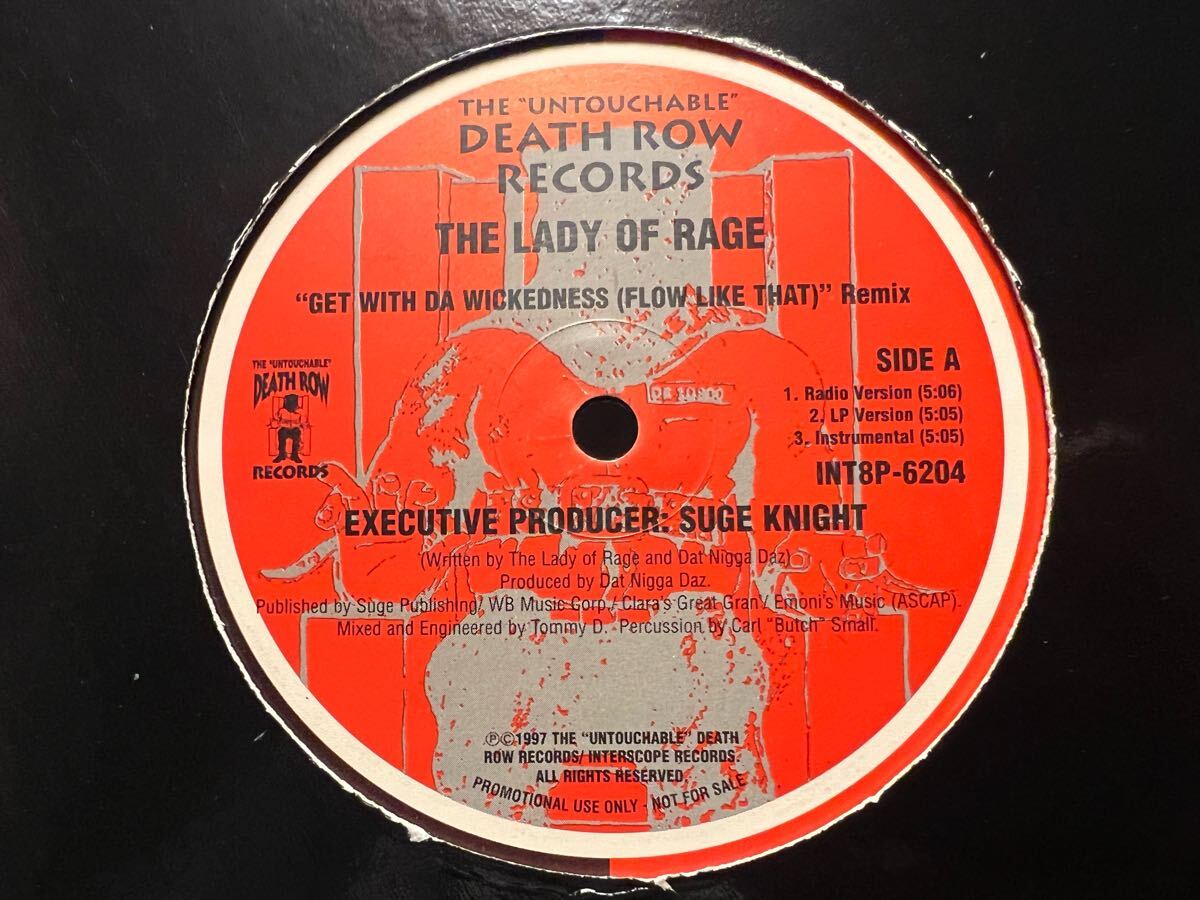 THE "UNTOUCHABLE"
DEATH ROW
RECORDS
THE LADY OF RAGE
"GET WITH DA WICKEDNESS (FLOW LIKE THAT)" Remix
THE "UNTOUCHABLE"
DEATH ROW
RECORDS
SIDE A
1. Radio Version (5:06)
2. LP Version (5:05)
3. Instrumental (5:05)
INT8P-6204
EXECUTIVE PRODUCER: SUGE KNIGHT
(Written by The Lady of Rage and Dat Nigga Daz)
Produced by Dat Nigga Daz.
Published by Suge Publishing/ WB Music Corp./ Clara's Great Gran'/ Emoni's Music (ASCAP).
Mixed and Engineered by Tommy D. Percussion by Carl "Butch" Small.
℗©1997 THE "UNTOUCHABLE" DEATH
ROW RECORDS/ INTERSCOPE RECORDS.
ALL RIGHTS RESERVED.
PROMOTIONAL USE ONLY - NOT FOR SALE